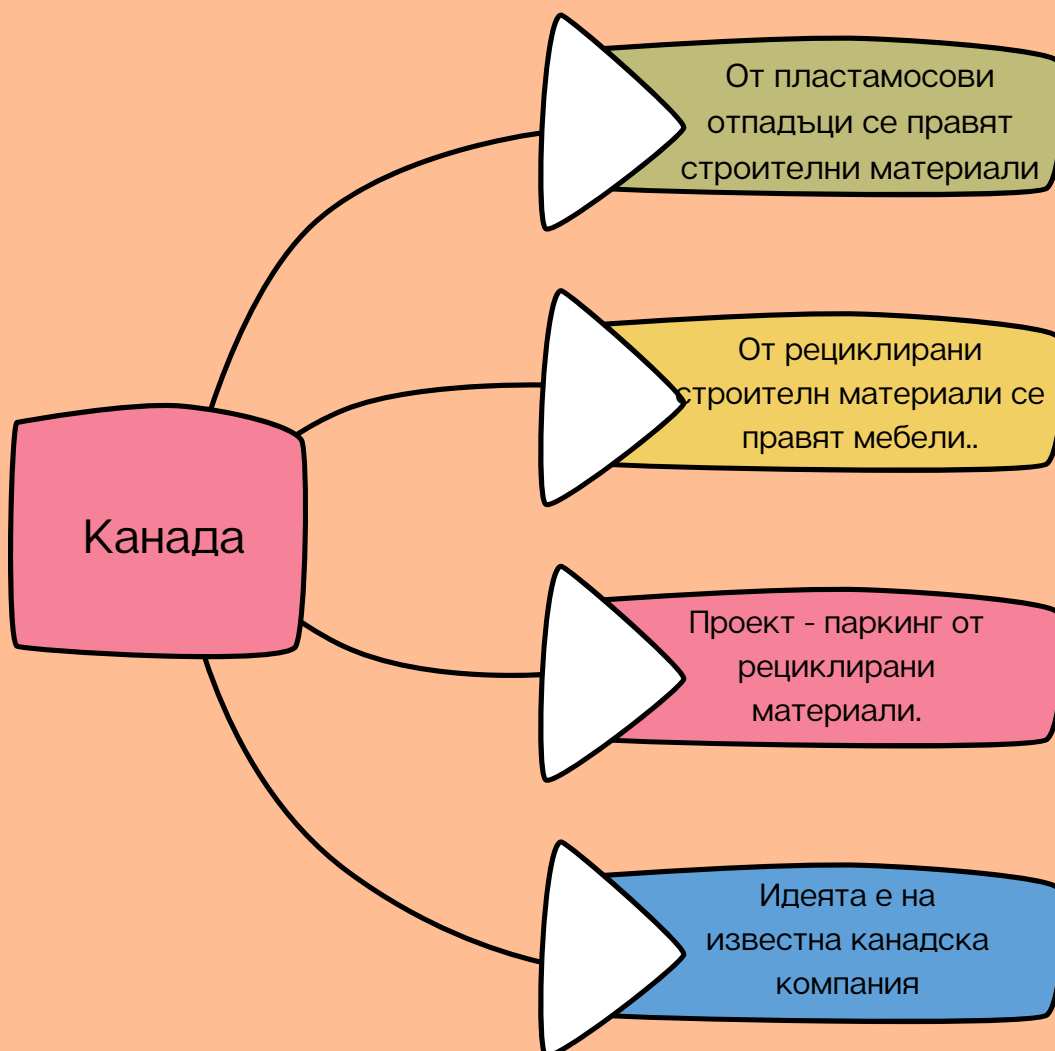 От пластамосови
отпадъци се правят
строителни материали
От рециклирани
строителн материали се
правят мебели..
Канада
Проект - паркинг от
рециклирани
материали.
Идеята е на
известна канадска
компания